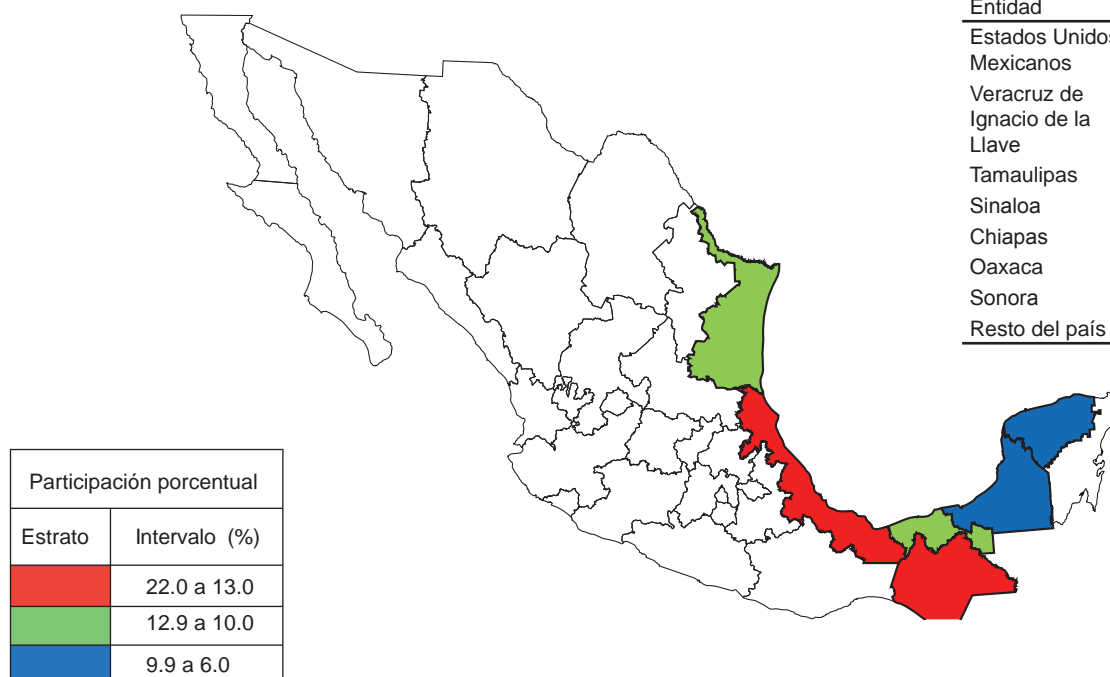 Entidad
Estados Unidos
Mexicanos
Veracruz de
Ignacio de la
Llave
Tamaulipas
Sinaloa
Chiapas
Oaxaca
Sonora
Resto del país
Participación porcentual
Estrato Intervalo (%)
22.0 a 13.0
12.9 a 10.0
9.9 a 6.0